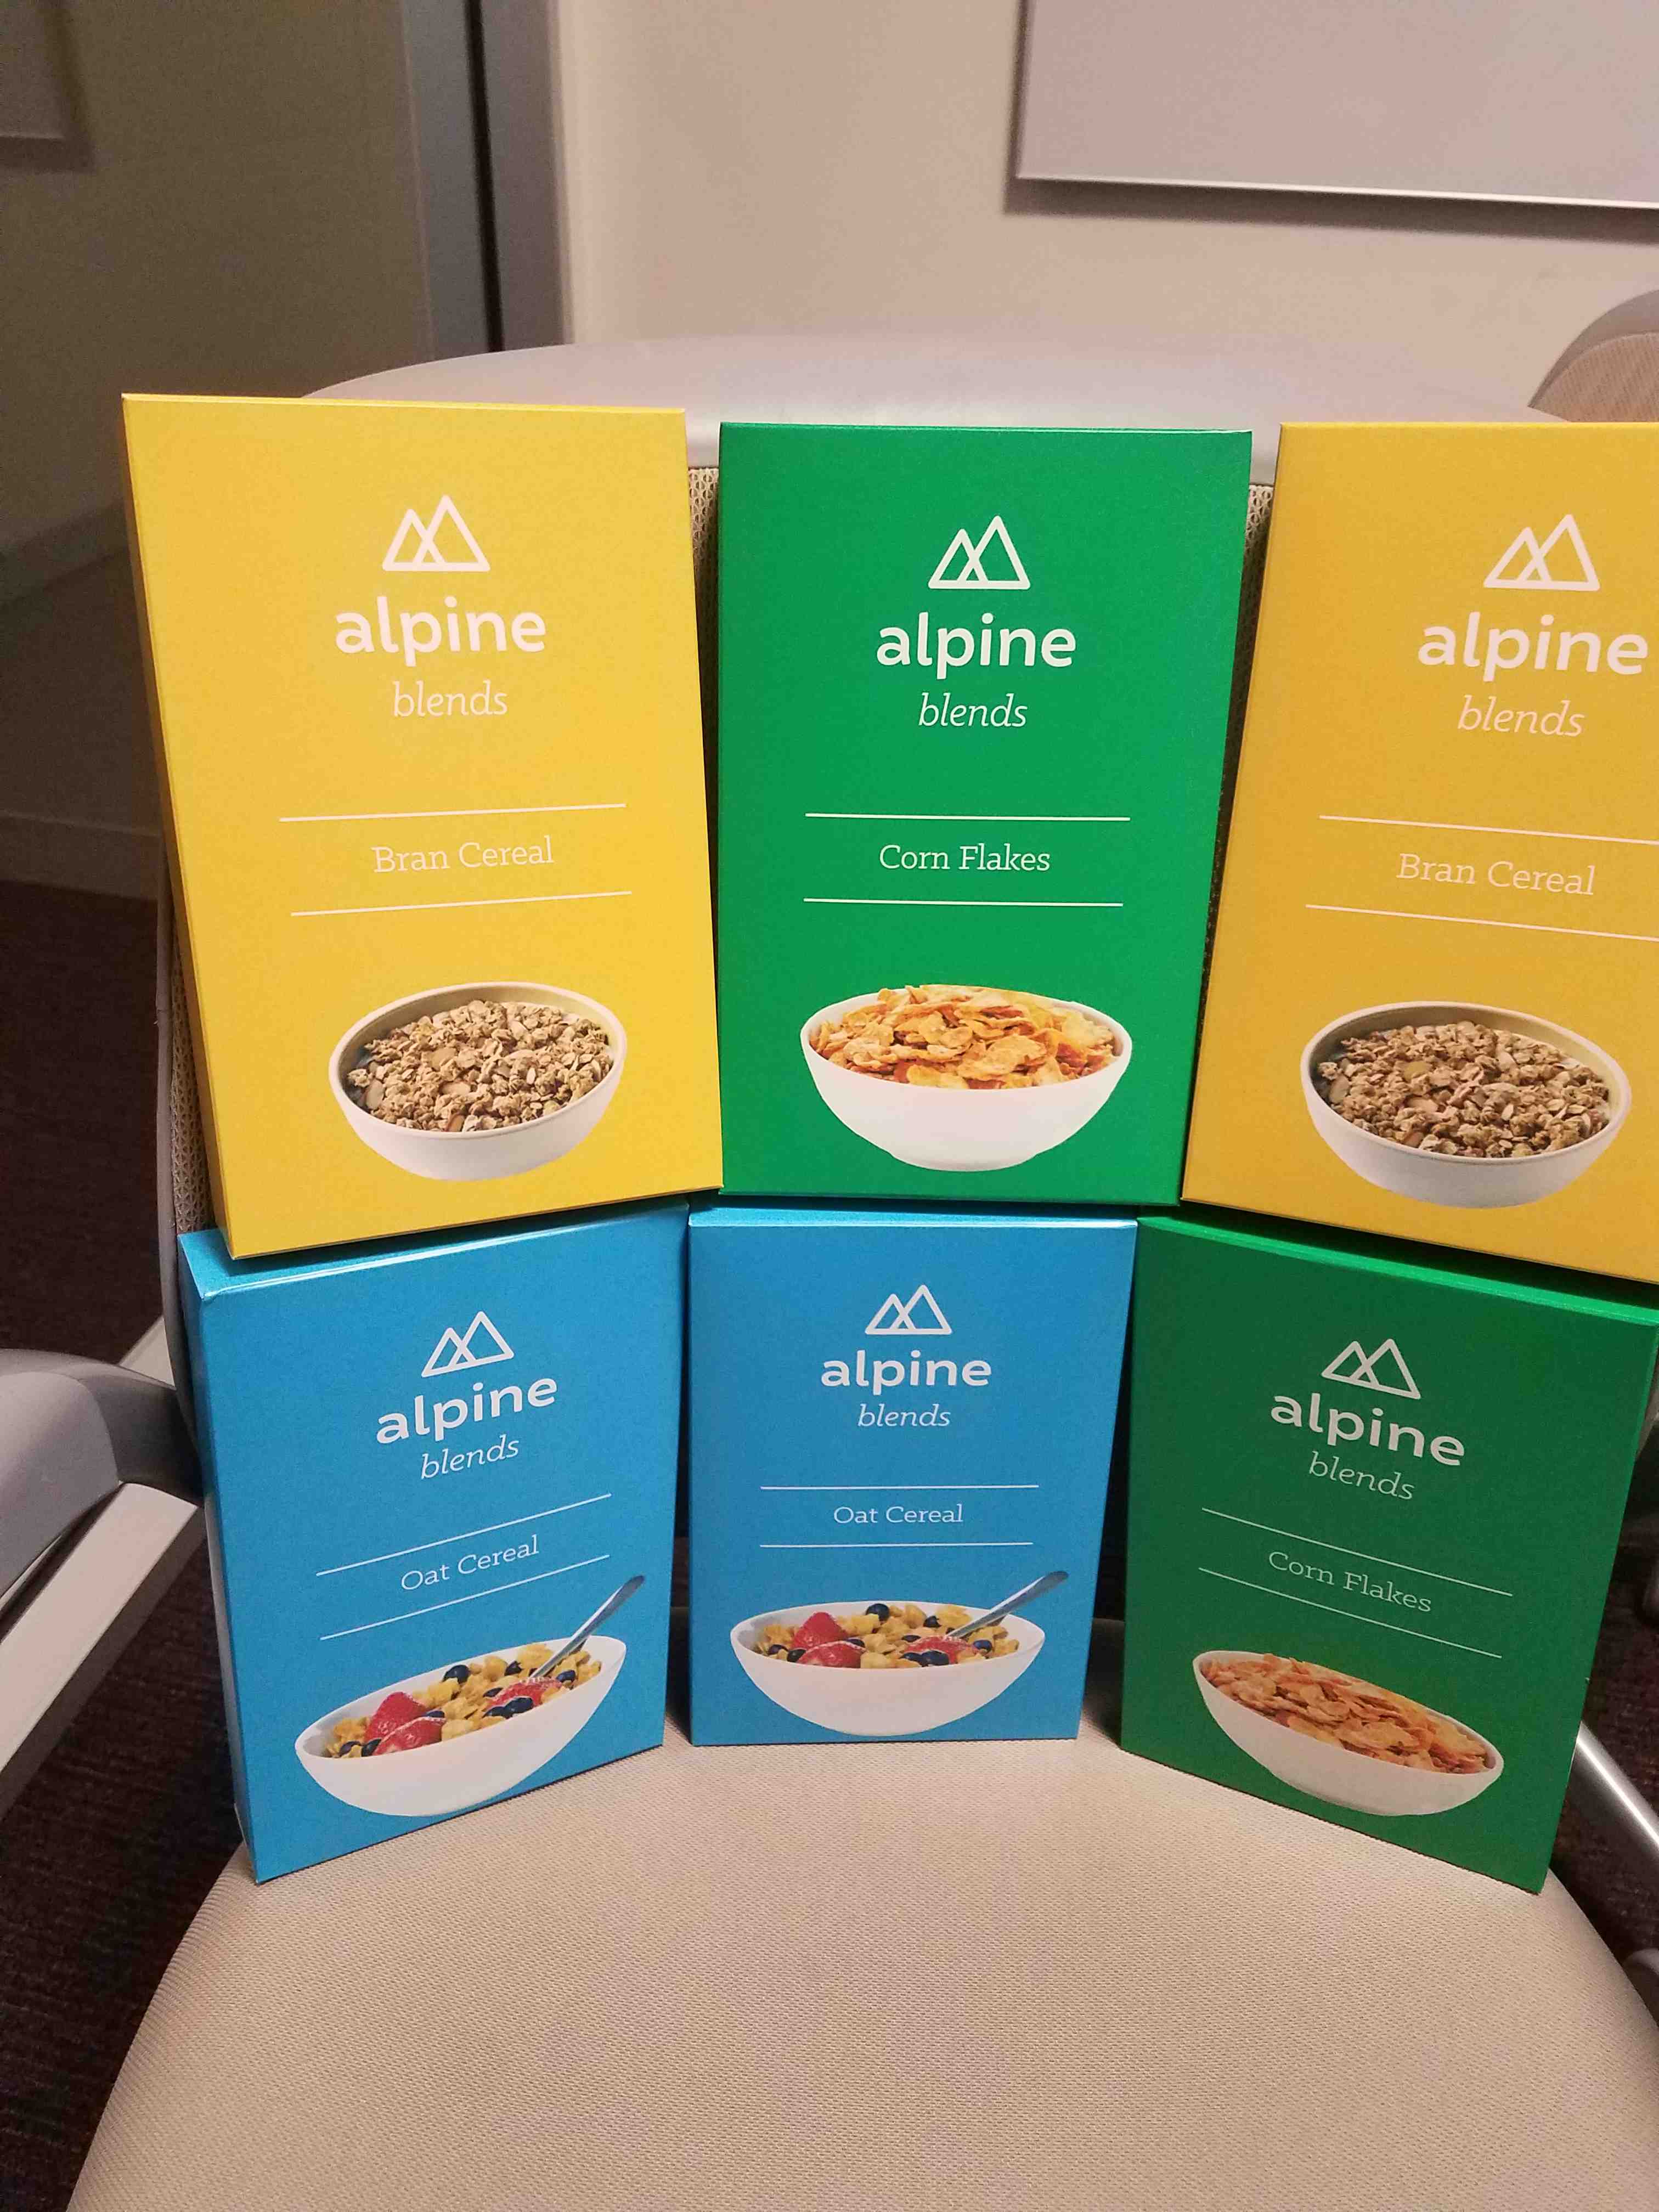 alpine
blends
Bran Cereal
alpine
blends
Corn Flakes
alpine
blends
Bran Cereal
alpine
blends
Oat Cereal
alpine
blends
Oat Cereal
alpine
blends
Corn Flakes